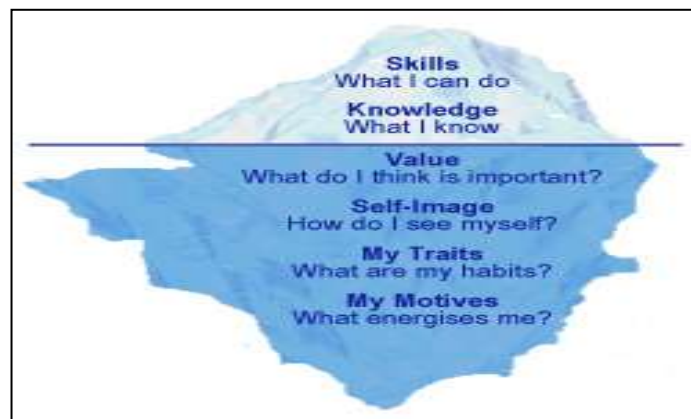 Skills
What I can do
Knowledge
What I know
Value
What do I think is important?
Self-Image
How do I see myself?
My Traits
What are my habits?
My Motives
What energises me?